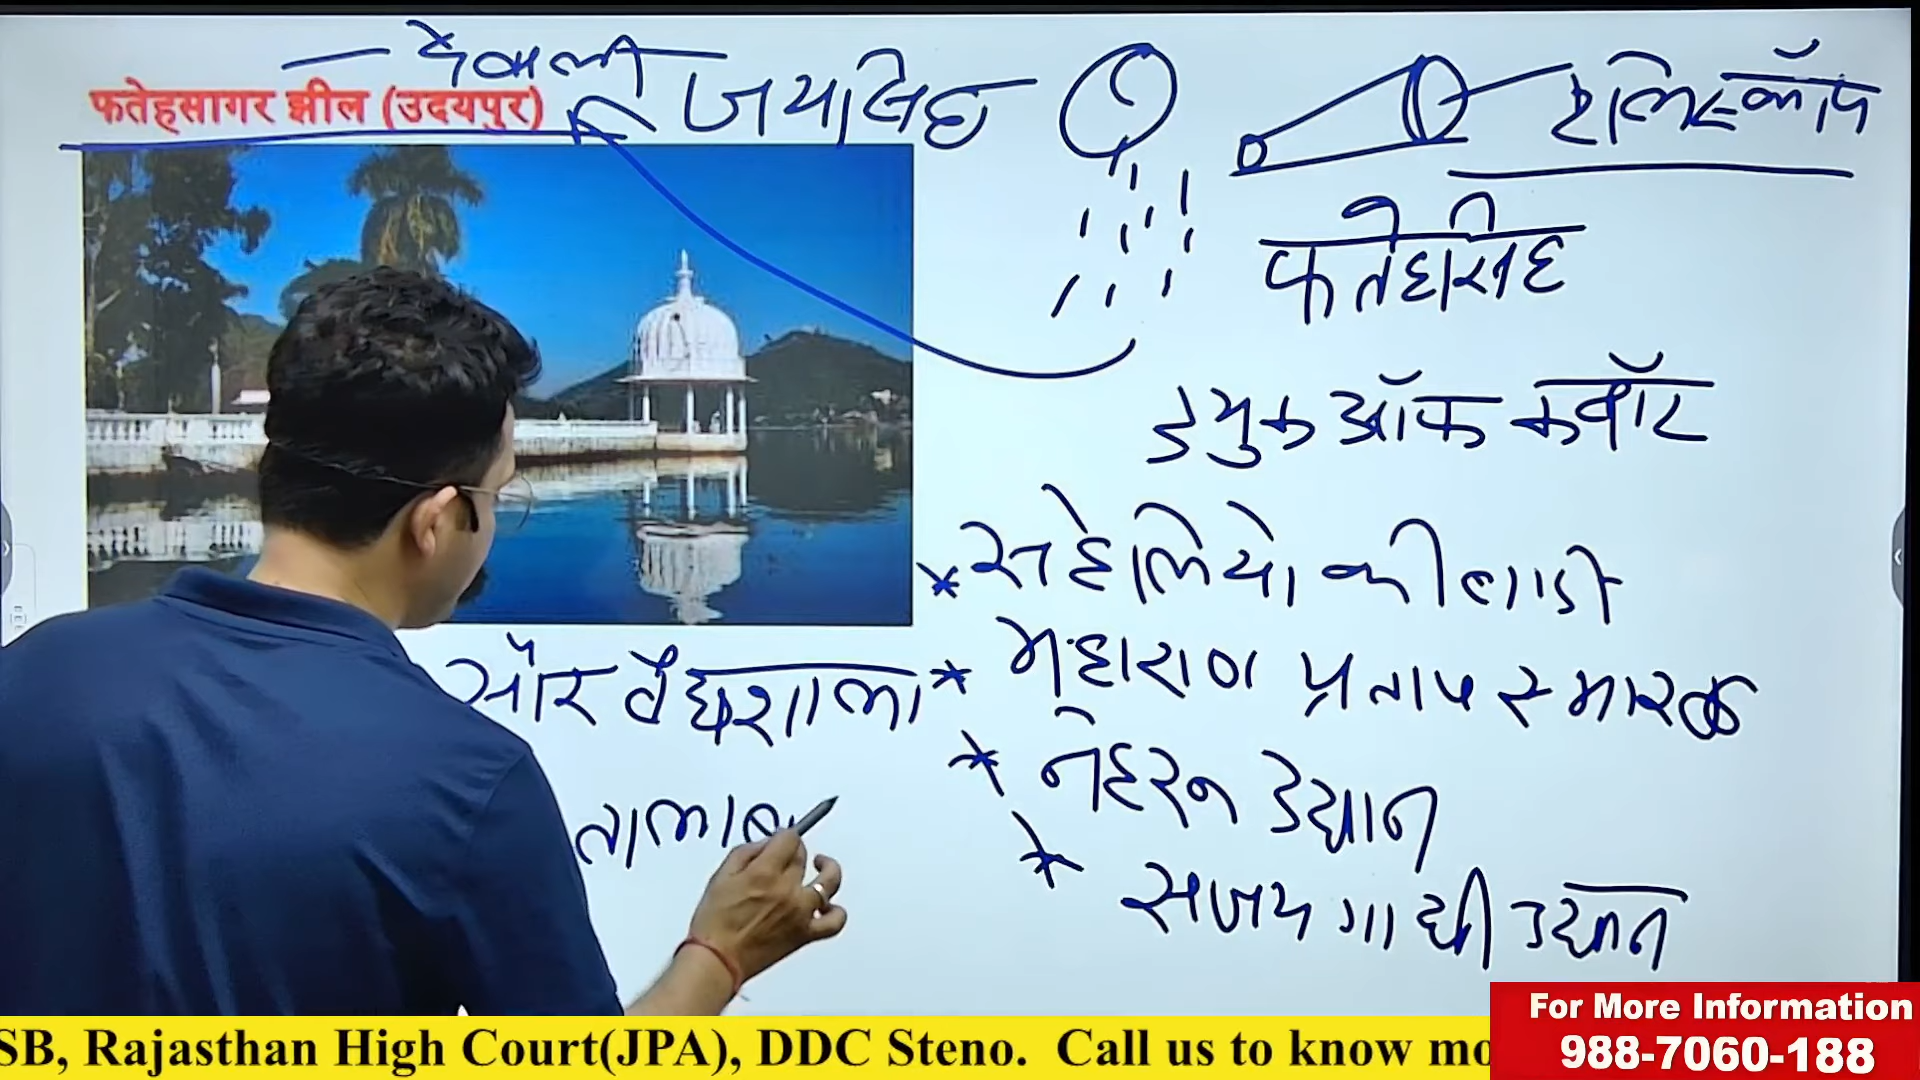 देवाली
फतेहसागर झील (उदयपुर)
जयसिंह
टेलिस्कॉप
फतेहसिंह
ड्युक ऑफ कनॉट
* सहेलियो की बाडी
सौर वैधशाला
* महाराणा प्रताप स्मारक
* नेहरू उद्यान
तालाब
* संजय गाधी उद्यान
For More Information
SB, Rajasthan High Court(JPA), DDC Steno. Call us to know mo
988-7060-188